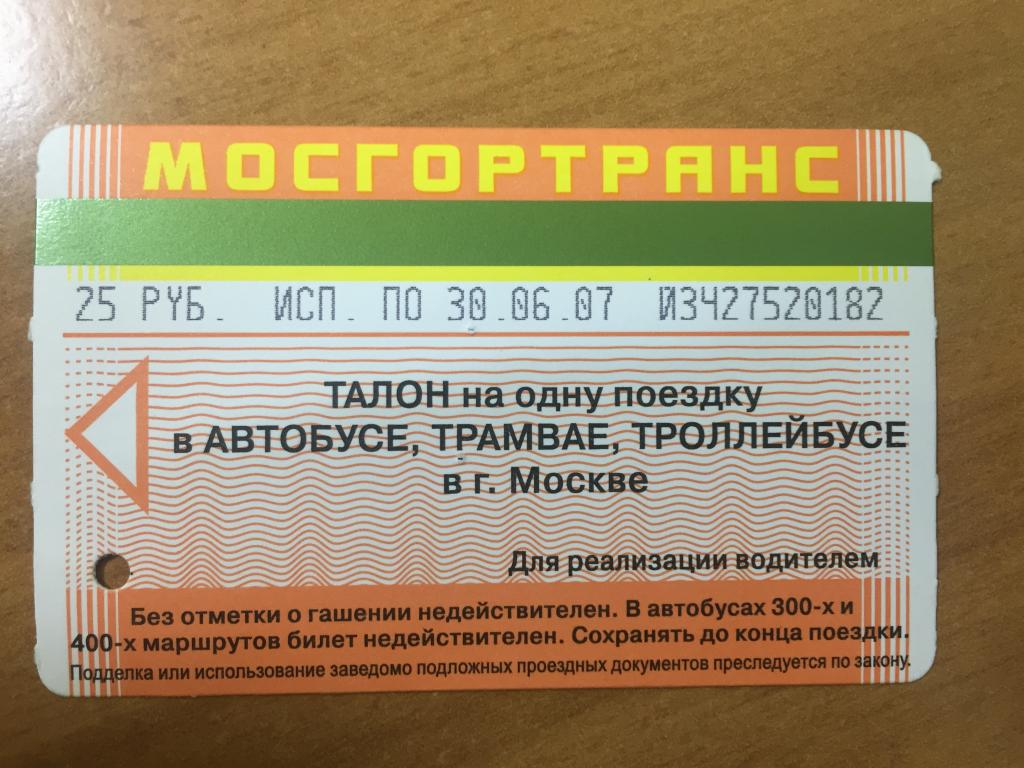 МОСГОРТРАНС
25 РУБ. ИСП. ПО 30.06.07 ИЗ427520182
ТАЛОН на одну поездку
в АВТОБУСЕ, ТРАМВАЕ, ТРОЛЛЕЙБУСЕ
в г. Москве
Для реализации водителем
Без отметки о гашении недействителен. В автобусах 300-х и
400-х маршрутов билет недействителен. Сохранять до конца поездки.
Подделка или использование заведомо подложных проездных документов преследуется по закону.